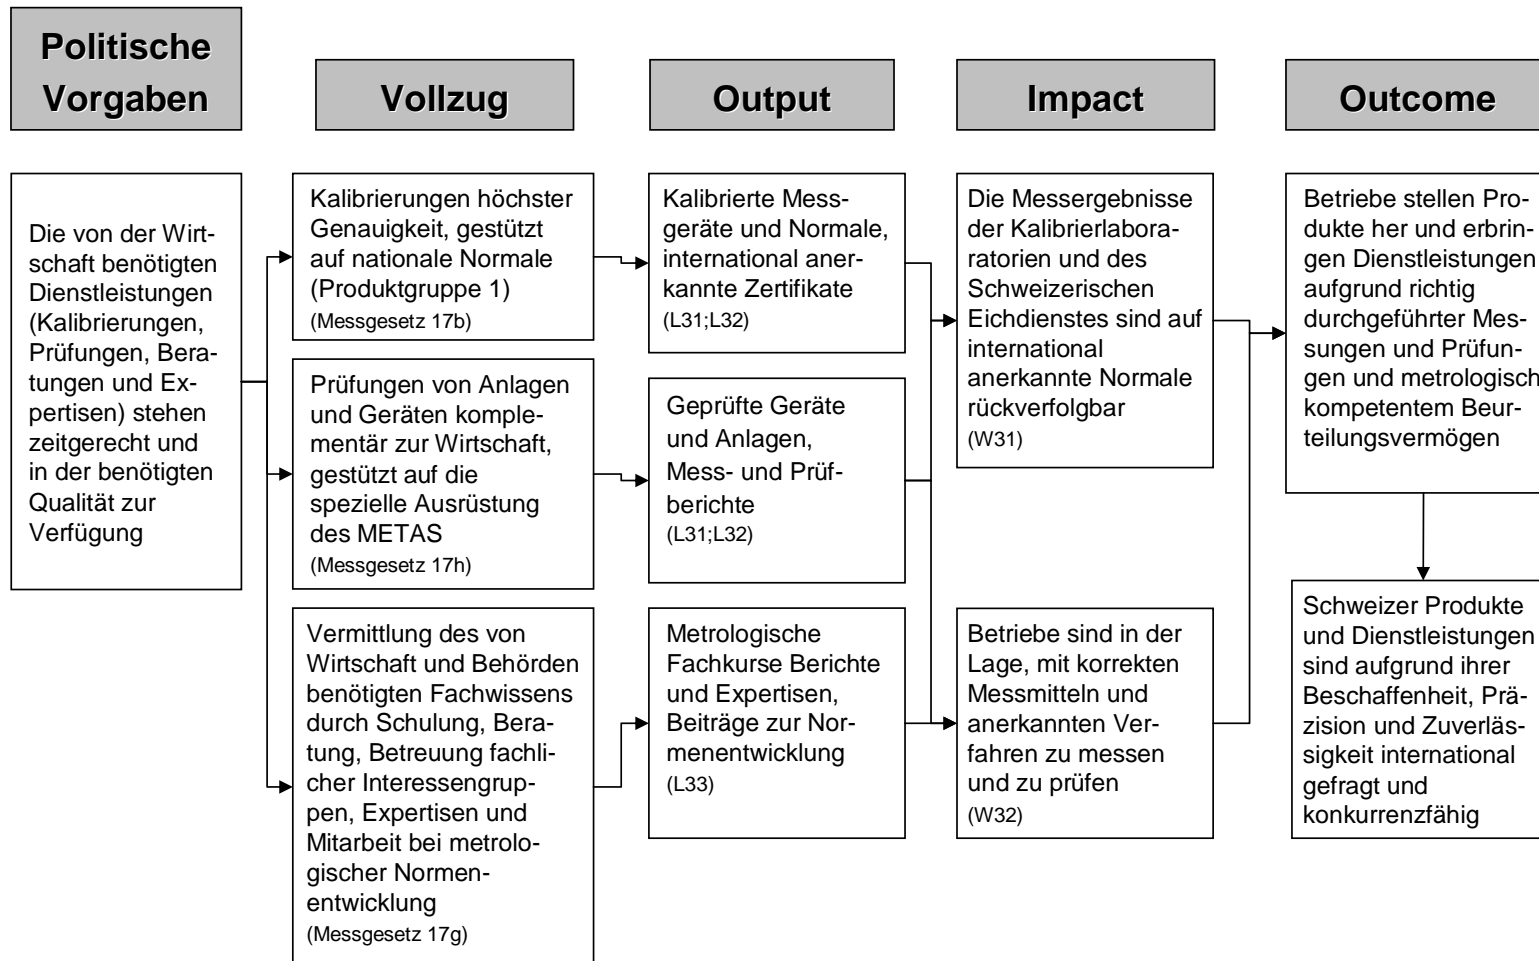 Politische
Vorgaben
Vollzug
Output
Impact
Outcome
Die von der Wirt-
schaft benötigten
Dienstleistungen
(Kalibrierungen,
Prüfungen, Bera-
tungen und Ex-
pertisen) stehen
zeitgerecht und
in der benötigten
Qualität zur
Verfügung
Kalibrierungen höchster
Genauigkeit, gestützt
auf nationale Normale
(Produktgruppe 1)
(Messgesetz 17b)
Prüfungen von Anlagen
und Geräten komple-
mentär zur Wirtschaft,
gestützt auf die
spezielle Ausrüstung
des METAS
(Messgesetz 17h)
Vermittlung des von
Wirtschaft und Behörden
benötigten Fachwissens
durch Schulung, Bera-
tung, Betreuung fachli-
cher Interessengrup-
pen, Expertisen und
Mitarbeit bei metrolo-
gischer Normen-
entwicklung
(Messgesetz 17g)
Kalibrierte Mess-
geräte und Normale,
international aner-
kannte Zertifikate
(L31;L32)
Geprüfte Geräte
und Anlagen,
Mess- und Prüf-
berichte
(L31;L32)
Metrologische
Fachkurse Berichte
und Expertisen,
Beiträge zur Nor-
menentwicklung
(L33)
Die Messergebnisse
der Kalibrierlabora-
ratorien und des
Schweizerischen
Eichdienstes sind auf
international
anerkannte Normale
rückverfolgbar
(W31)
Betriebe sind in der
Lage, mit korrekten
Messmitteln und
anerkannten Ver-
fahren zu messen
und zu prüfen
(W32)
Betriebe stellen Pro-
dukte her und erbrin-
gen Dienstleistungen
aufgrund richtig
durchgeführter Mes-
sungen und Prüfun-
gen und metrologisch
kompetentem Beur-
teilungsvermögen
Schweizer Produkte
und Dienstleistungen
sind aufgrund ihrer
Beschaffenheit, Prä-
zision und Zuverläs-
sigkeit international
gefragt und
konkurrenzfähig